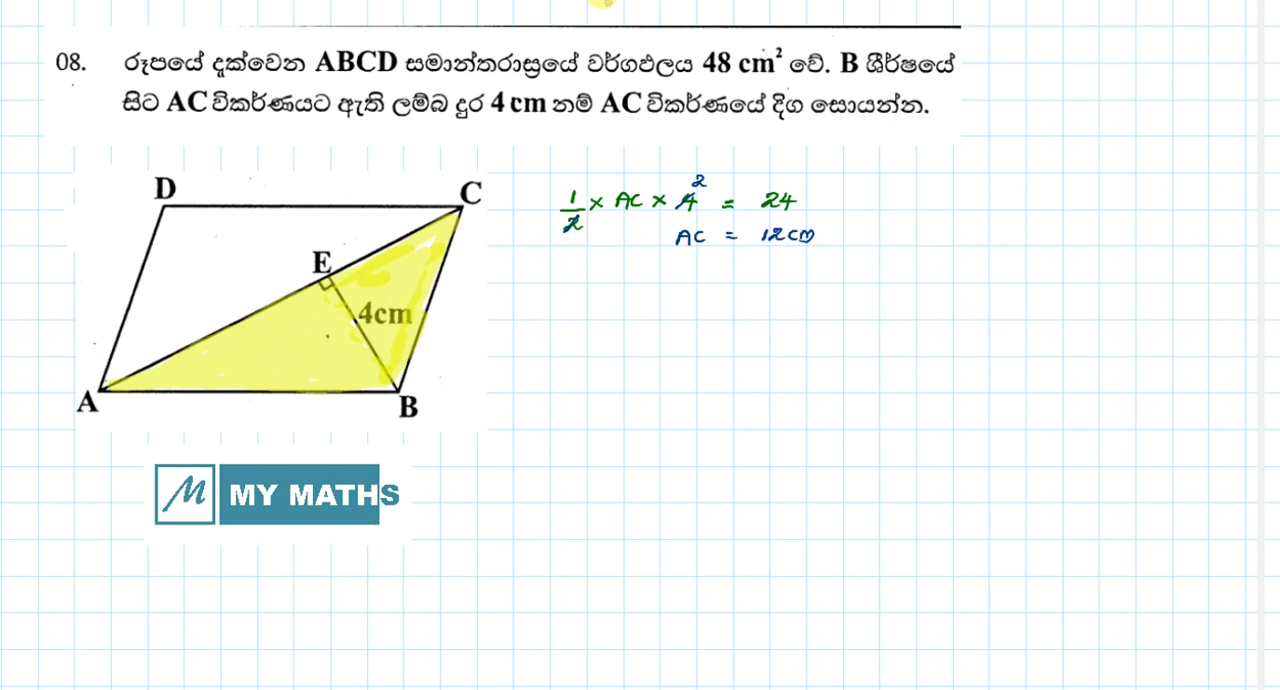 08. රූපයේ දැක්වෙන ABCD සමාන්තරාස්‍රයේ වර්ගඵලය 48 cm² වේ. B ශීර්ෂයේ
සිට AC විකර්ණයට ඇති ලම්බ දුර 4 cm නම් AC විකර්ණයේ දිග සොයන්න.
D
C
1/2 × AC × 4 2 = 24
AC = 12cm
E
4cm
A
B
M MY MATHS